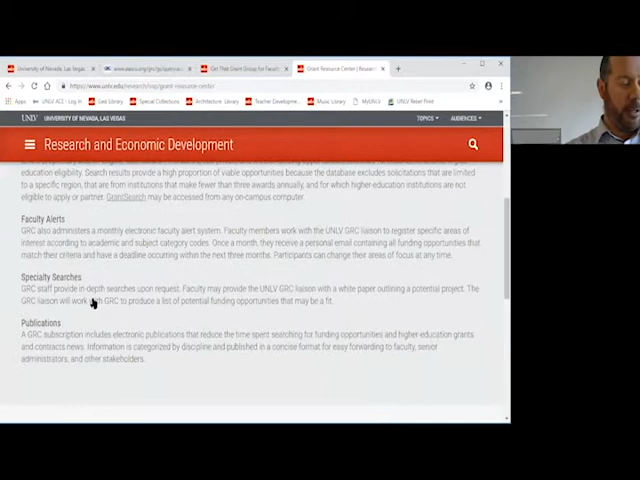 University of Nevada, Las Vegas
Get That Grant Group for Facult
Grant Resource Center | Researc
https://www.unlv.edu/research/osp/grant-resource-center
Apps UNLV ACE - Log in Lied Library Special Collections Architecture Library Teacher Developme... Music Library MyUNLV UNLV Rebel Print
UNLV UNIVERSITY OF NEVADA, LAS VEGAS TOPICS AUDIENCES
Research and Economic Development
education eligibility. Search results provide a high proportion of viable opportunities because the database excludes solicitations that are limited
to a specific region, that are from institutions that make fewer than three awards annually, and for which higher-education institutions are not
eligible to apply or partner. GrantSearch may be accessed from any on-campus computer.
Faculty Alerts
GRC also administers a monthly electronic faculty alert system. Faculty members work with the UNLV GRC liaison to register specific areas of
interest according to academic and subject category codes. Once a month, they receive a personal email containing all funding opportunities that
match their criteria and have a deadline occurring within the next three months. Participants can change their areas of focus at any time.
Specialty Searches
GRC staff provide in-depth searches upon request. Faculty may provide the UNLV GRC liaison with a white paper outlining a potential project. The
GRC liaison will work with GRC to produce a list of potential funding opportunities that may be a fit.
Publications
A GRC subscription includes electronic publications that reduce the time spent searching for funding opportunities and higher-education grants
and contracts news. Information is categorized by discipline and published in a concise format for easy forwarding to faculty, senior
administrators, and other stakeholders.